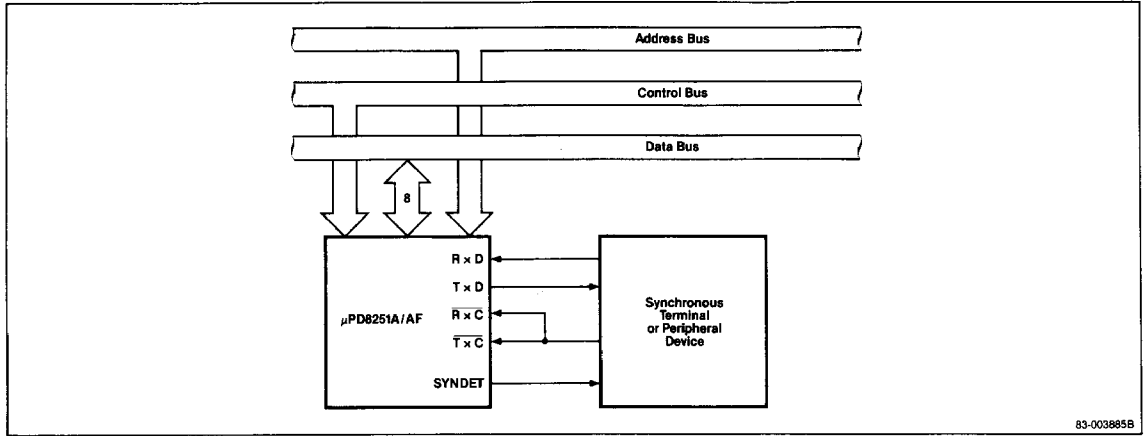 Address Bus
Control Bus
Data Bus
8
R × D
T × D
R × C
T × C
SYNDET
μPD8251A/AF
Synchronous
Terminal
or Peripheral
Device
83-003885B